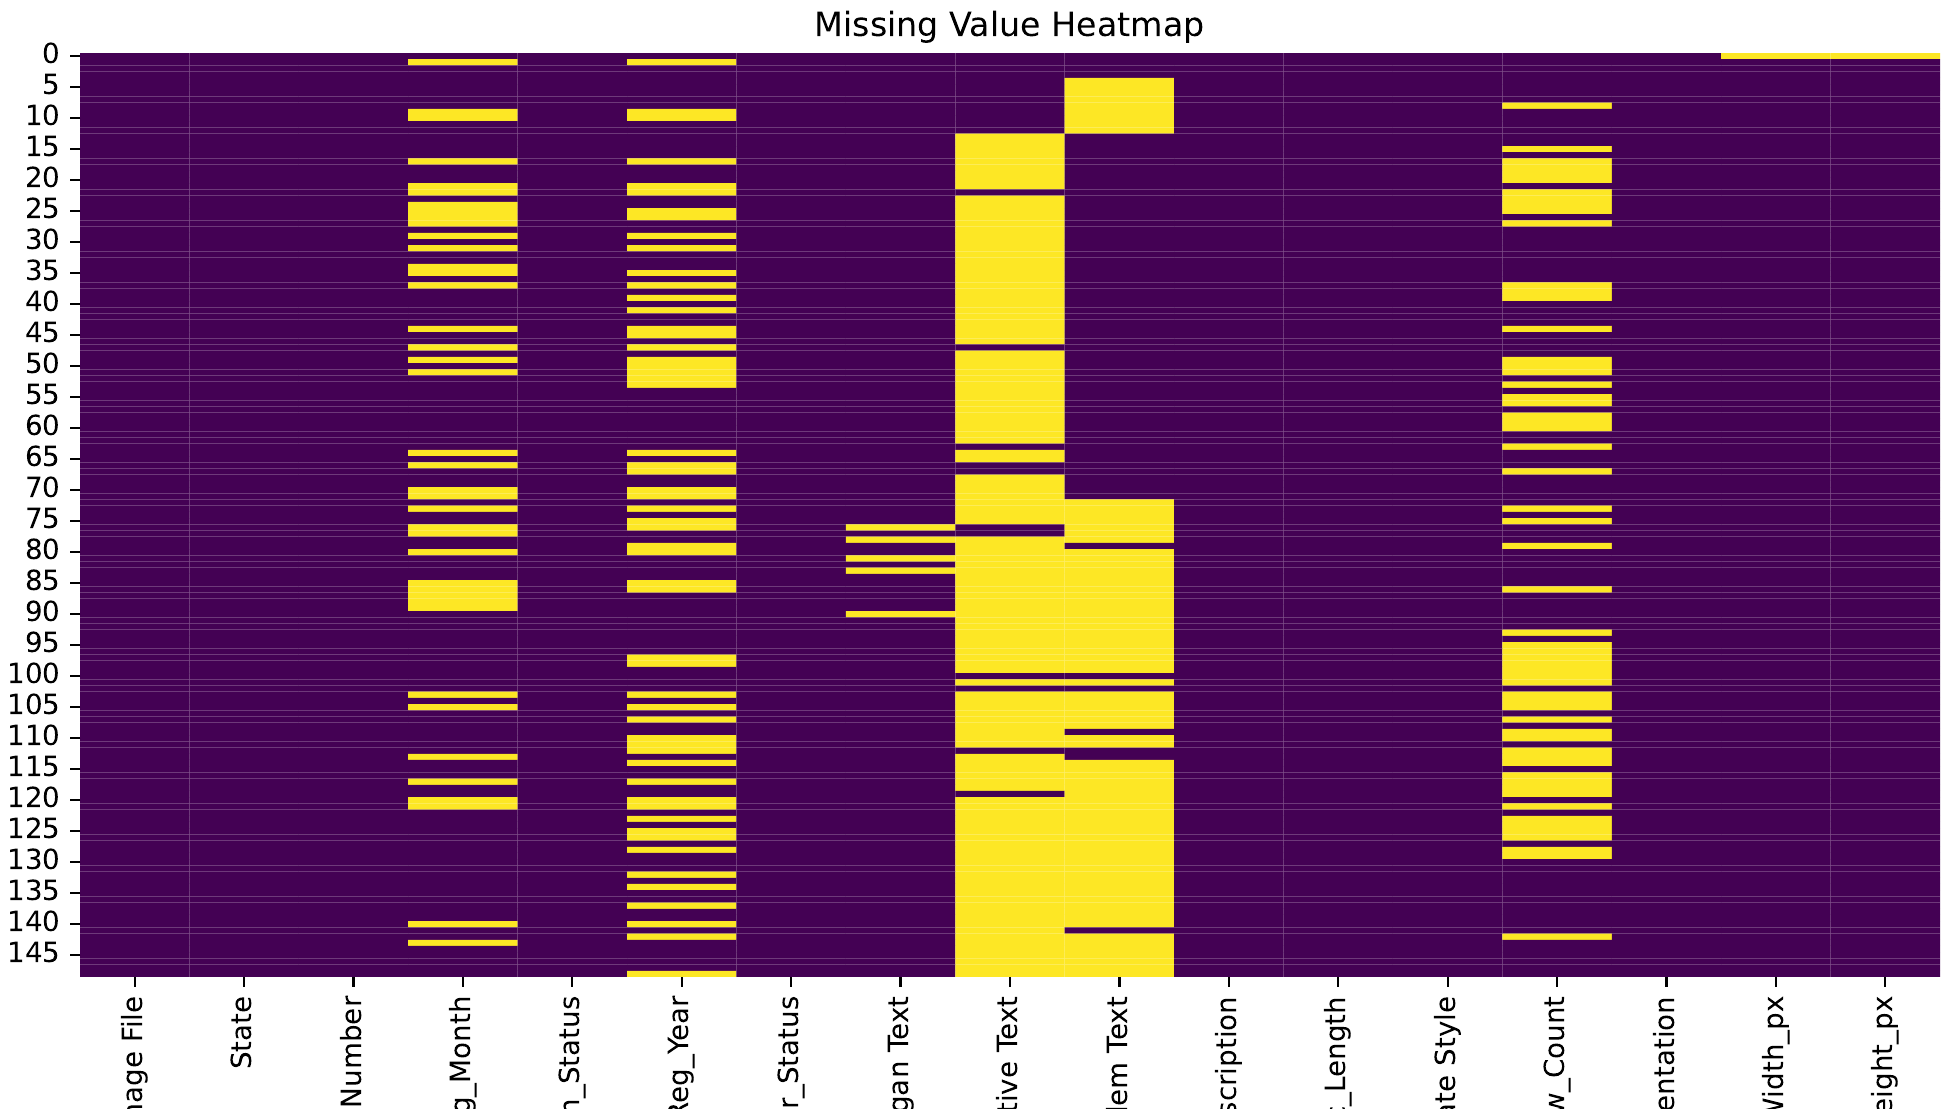 Missing Value Heatmap
0
5
10
15
20
25
30
35
40
45
50
55
60
65
70
75
80
85
90
95
100
105
110
115
120
125
130
135
140
145
nage File
State
Number
g_Month
n_Status
Reg_Year
r_Status
gan Text
tive Text
lem Text
scription
_Length
ate Style
w_Count
entation
Width_px
eight_px